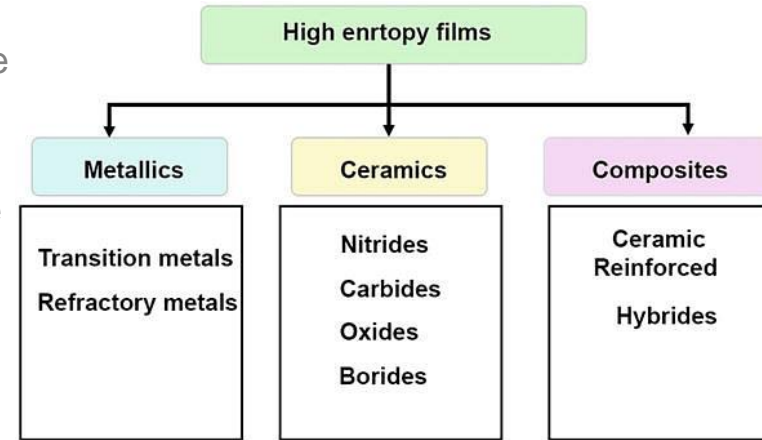 High enrtopy films
e
Metallics
Ceramics
Composites
Transition metals
Refractory metals
Nitrides
Carbides
Oxides
Borides
Ceramic
Reinforced
Hybrides